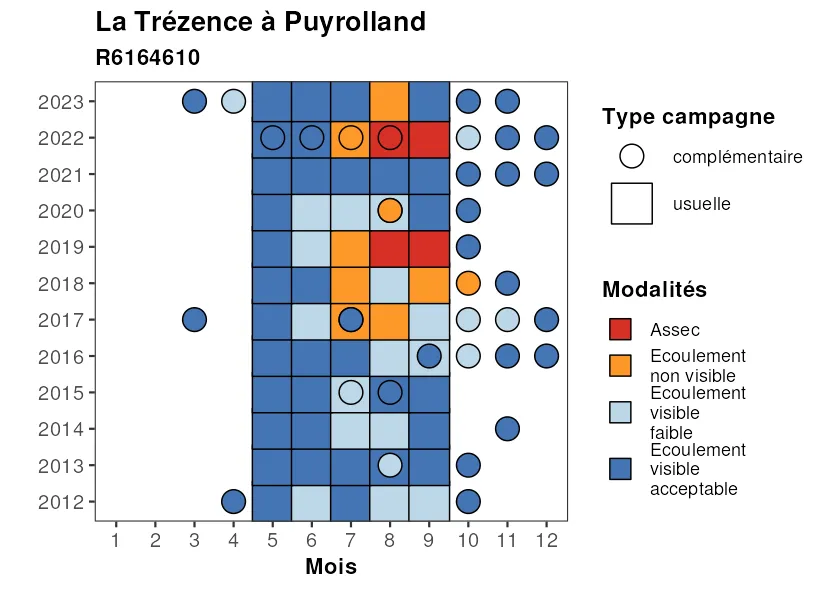 La Trézence à Puyrolland
R6164610
2023
2022
2021
2020
2019
2018
2017
2016
2015
2014
2013
2012
1 2 3 4 5 6 7 8 9 10 11 12
Mois
Type campagne
complémentaire
usuelle
Modalités
Assec
Ecoulement
non visible
Ecoulement
visible
faible
Ecoulement
visible
acceptable